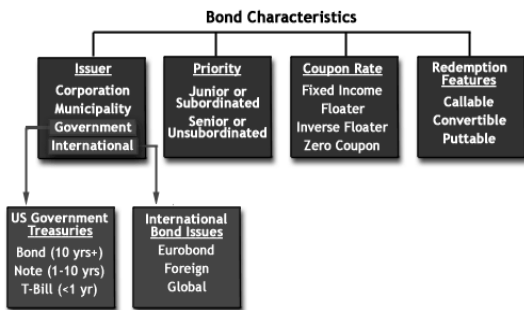 Bond Characteristics
Issuer
Corporation
Municipality
Government
International
Priority
Junior or
Subordinated
Senior or
Unsubordinated
Coupon Rate
Fixed Income
Floater
Inverse Floater
Zero Coupon
Redemption
Features
Callable
Convertible
Puttable
US Government
Treasuries
Bond (10 yrs+)
Note (1-10 yrs)
T-Bill (<1 yr)
International
Bond Issues
Eurobond
Foreign
Global